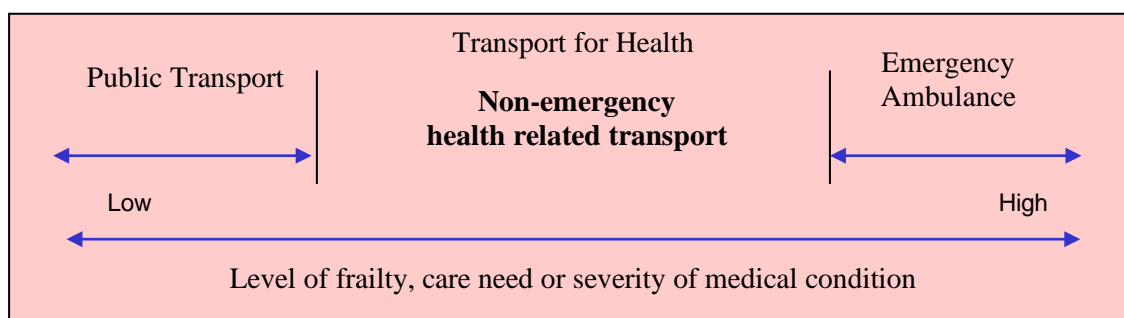 Transport for Health
Public Transport
Non-emergency
health related transport
Emergency
Ambulance
Low
High
Level of frailty, care need or severity of medical condition